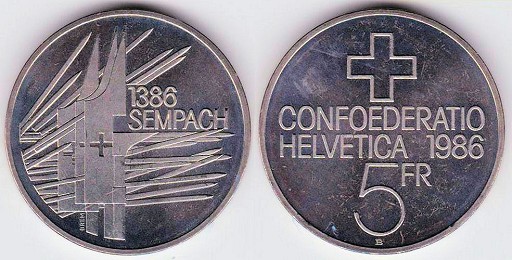 1386
SEMPACH
CONFOEDERATIO
HELVETICA 1986
5 FR
B